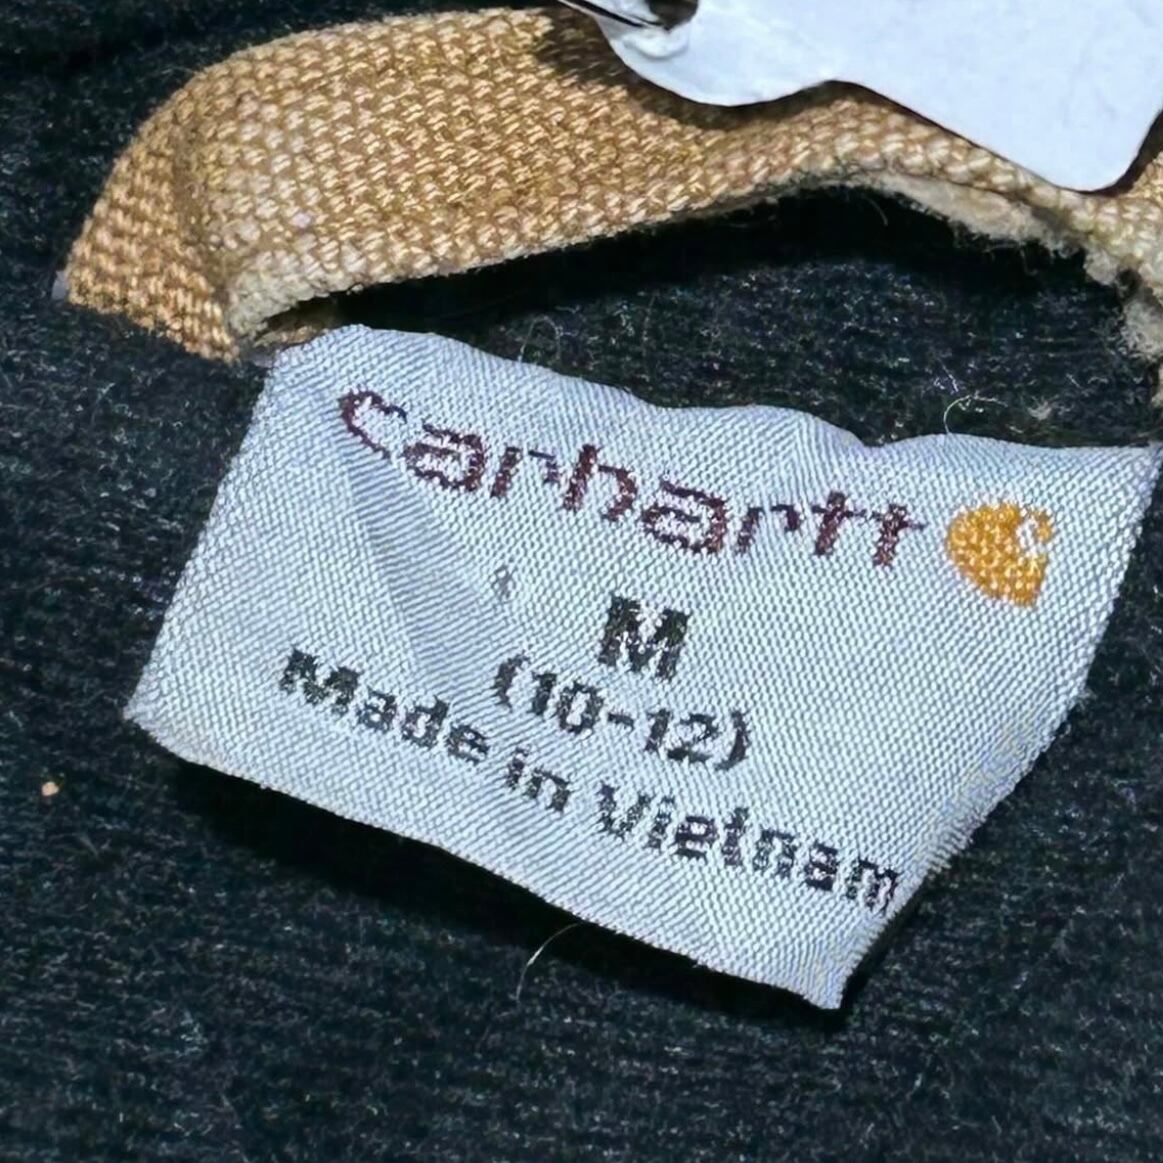 carhartt
M
(10-12)
Made in Vietnam